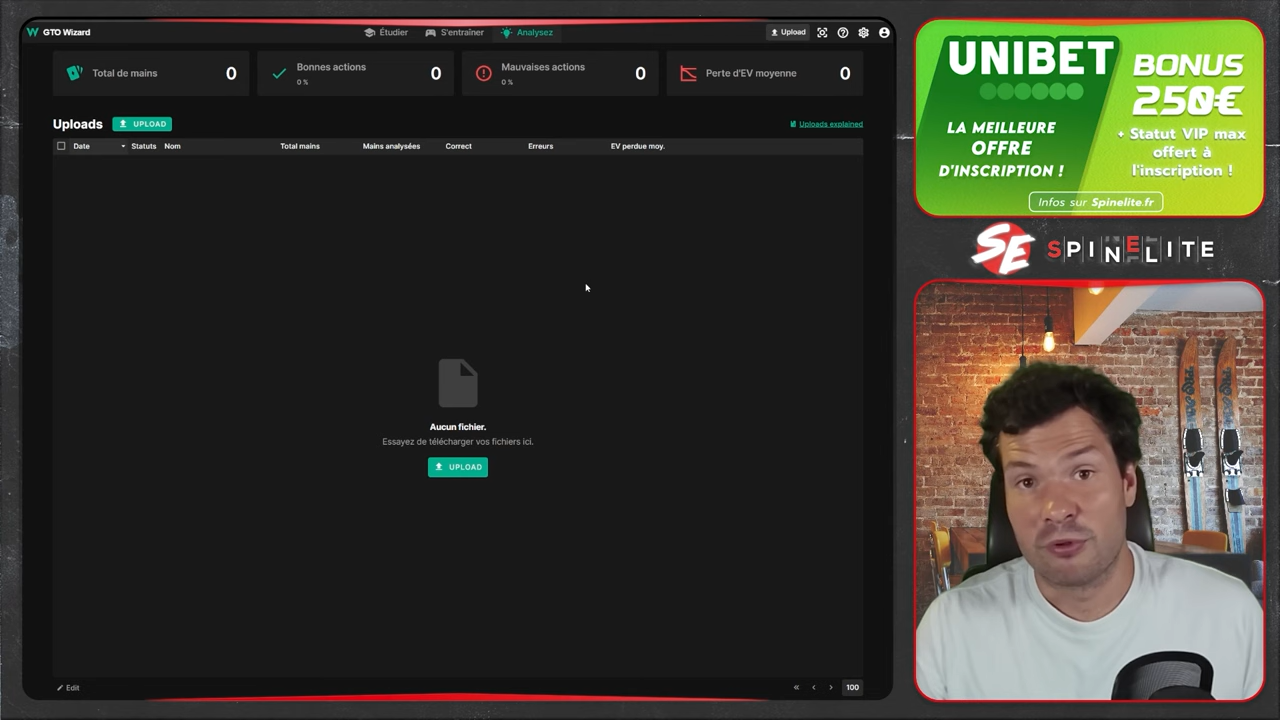 GTO Wizard
Étudier
S'entraîner
Analysez
Upload
Total de mains
0
Bonnes actions
0 %
0
Mauvaises actions
0 %
0
Perte d'EV moyenne
0
Uploads
UPLOAD
Uploads explained
Date
Statuts
Nom
Total mains
Mains analysées
Correct
Erreurs
EV perdue moy.
Aucun fichier.
Essayez de télécharger vos fichiers ici.
UPLOAD
Edit
100
UNIBET
LA MEILLEURE
OFFRE
D'INSCRIPTION !
BONUS
250€
+ Statut VIP max
offert à
l'inscription !
Infos sur Spinelite.fr
SE
SPINELITE